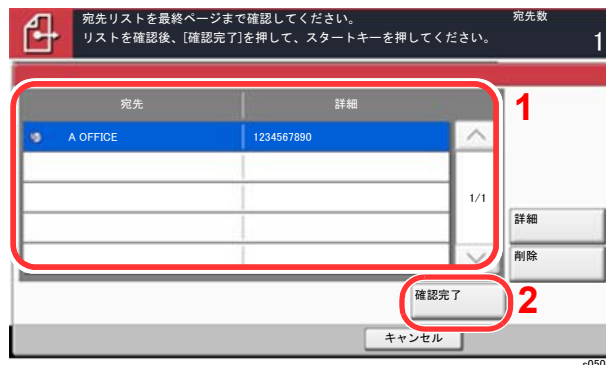 宛先リストを最終ページまで確認してください。
リストを確認後、[確認完了]を押して、スタートキーを押してください。
宛先数
1
宛先 詳細
1
A OFFICE 1234567890
1/1
詳細
削除
確認完了
2
キャンセル